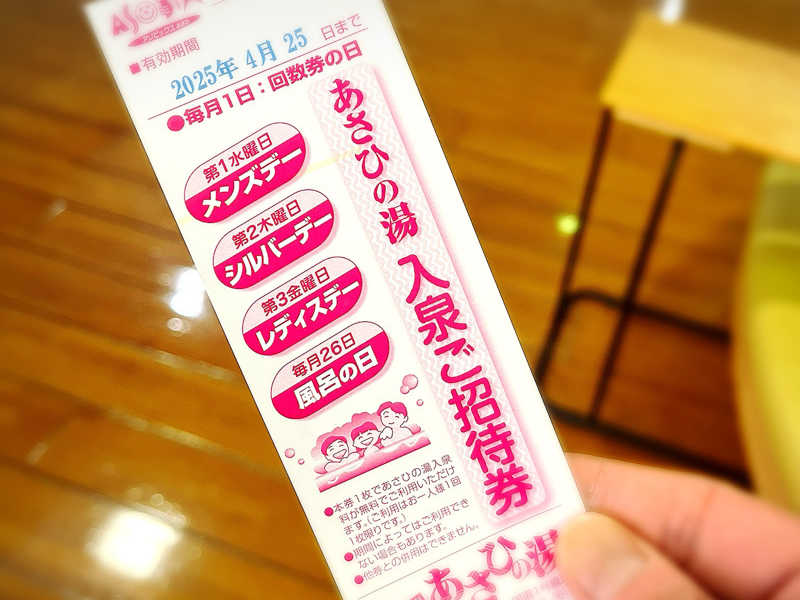 ■有効期間
2025年 4月 25 日まで
●毎月1日：回数券の日
あさひの湯 入泉ご招待券
第1水曜日
メンズデー
第2木曜日
シルバーデー
第3金曜日
レディスデー
毎月26日
風呂の日
●本券1枚であさひの湯入泉
料が無料でご利用いただけ
ます。(ご利用はお一人様1回
1枚限りです。)
●期間によってはご利用でき
ない場合もあります。
●他券との併用はできません。
あさひの湯